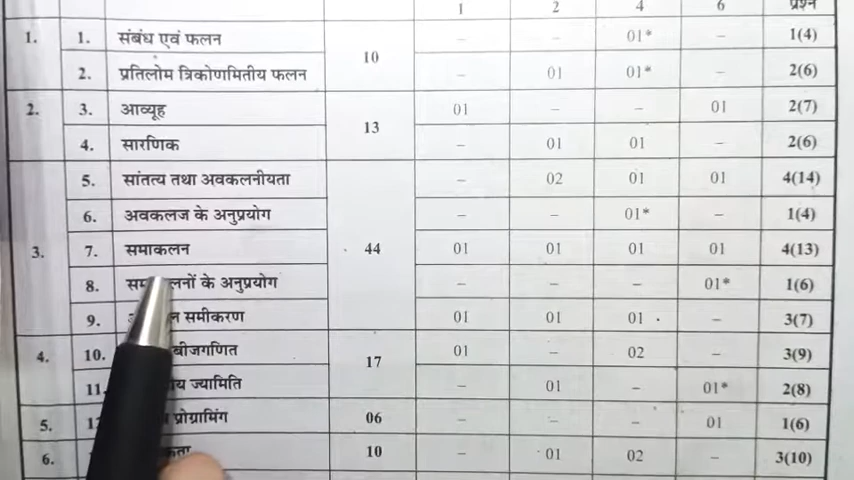 1 2 4 6 प्रश्न
1. 1. संबंध एवं फलन 10 – – 01* – 1(4)
2. प्रतिलोम त्रिकोणमितीय फलन – 01 01* – 2(6)
2. 3. आव्यूह 13 01 – – 01 2(7)
4. सारणिक – 01 01 – 2(6)
3. 5. सांतत्य तथा अवकलनीयता 44 – 02 01 01 4(14)
6. अवकलज के अनुप्रयोग – – 01* – 1(4)
7. समाकलन 01 01 01 01 4(13)
8. के अनुप्रयोग – – – 01* 1(6)
9. समीकरण 01 01 01 – 3(7)
4. 10. बीजगणित 17 01 – 02 – 3(9)
11. ज्यामिति – 01 – 01* 2(8)
5. प्रोग्रामिंग 06 – – – 01 1(6)
6. 10 – 01 02 – 3(10)